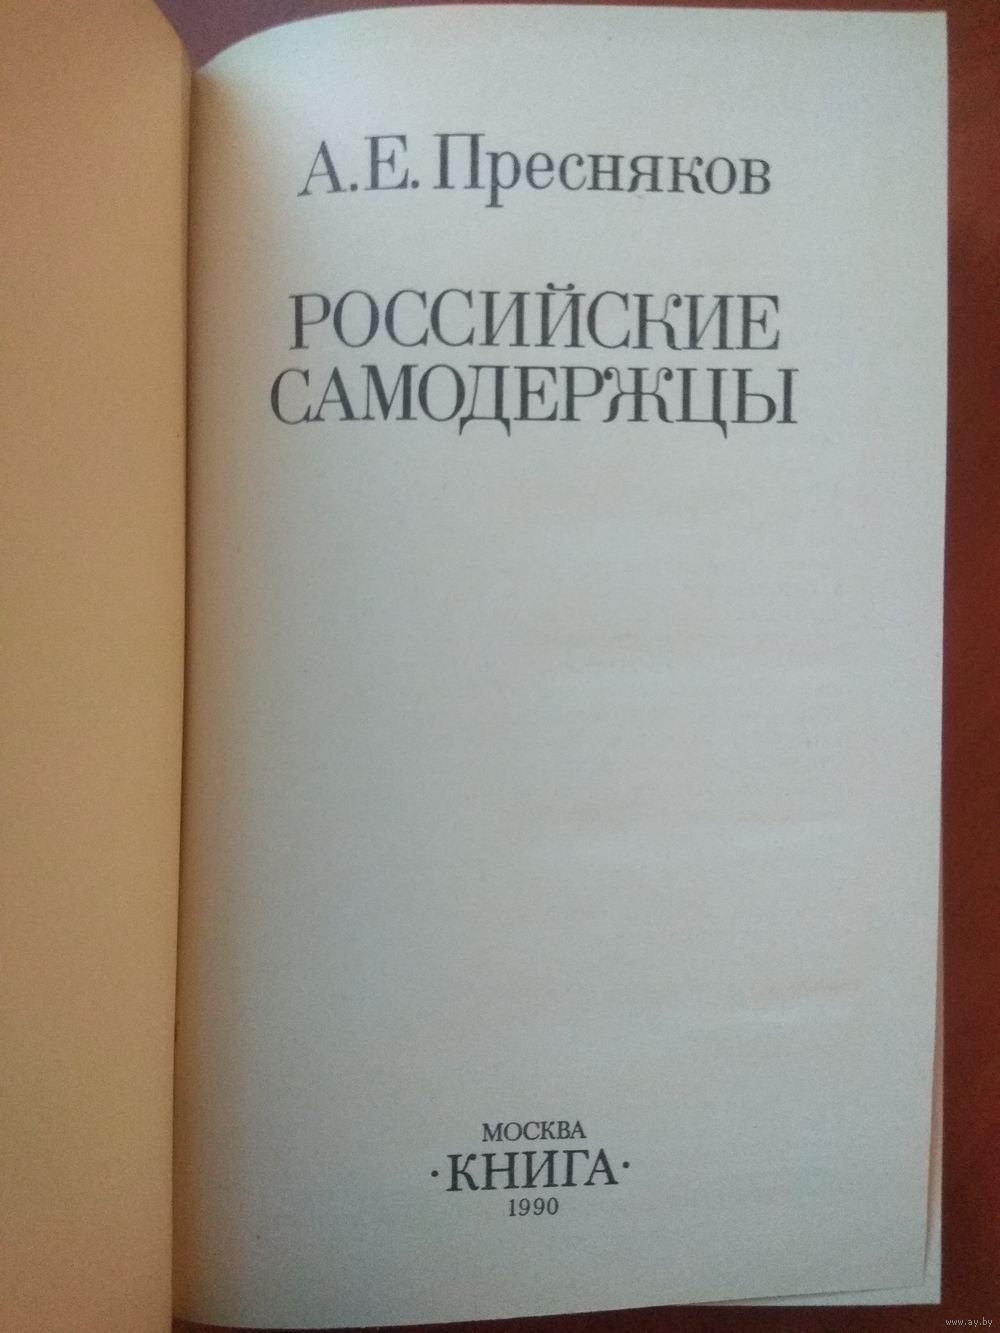 А.Е. Пресняков
РОССИЙСКИЕ
САМОДЕРЖЦЫ
МОСКВА
·КНИГА·
1990
www.ay.by